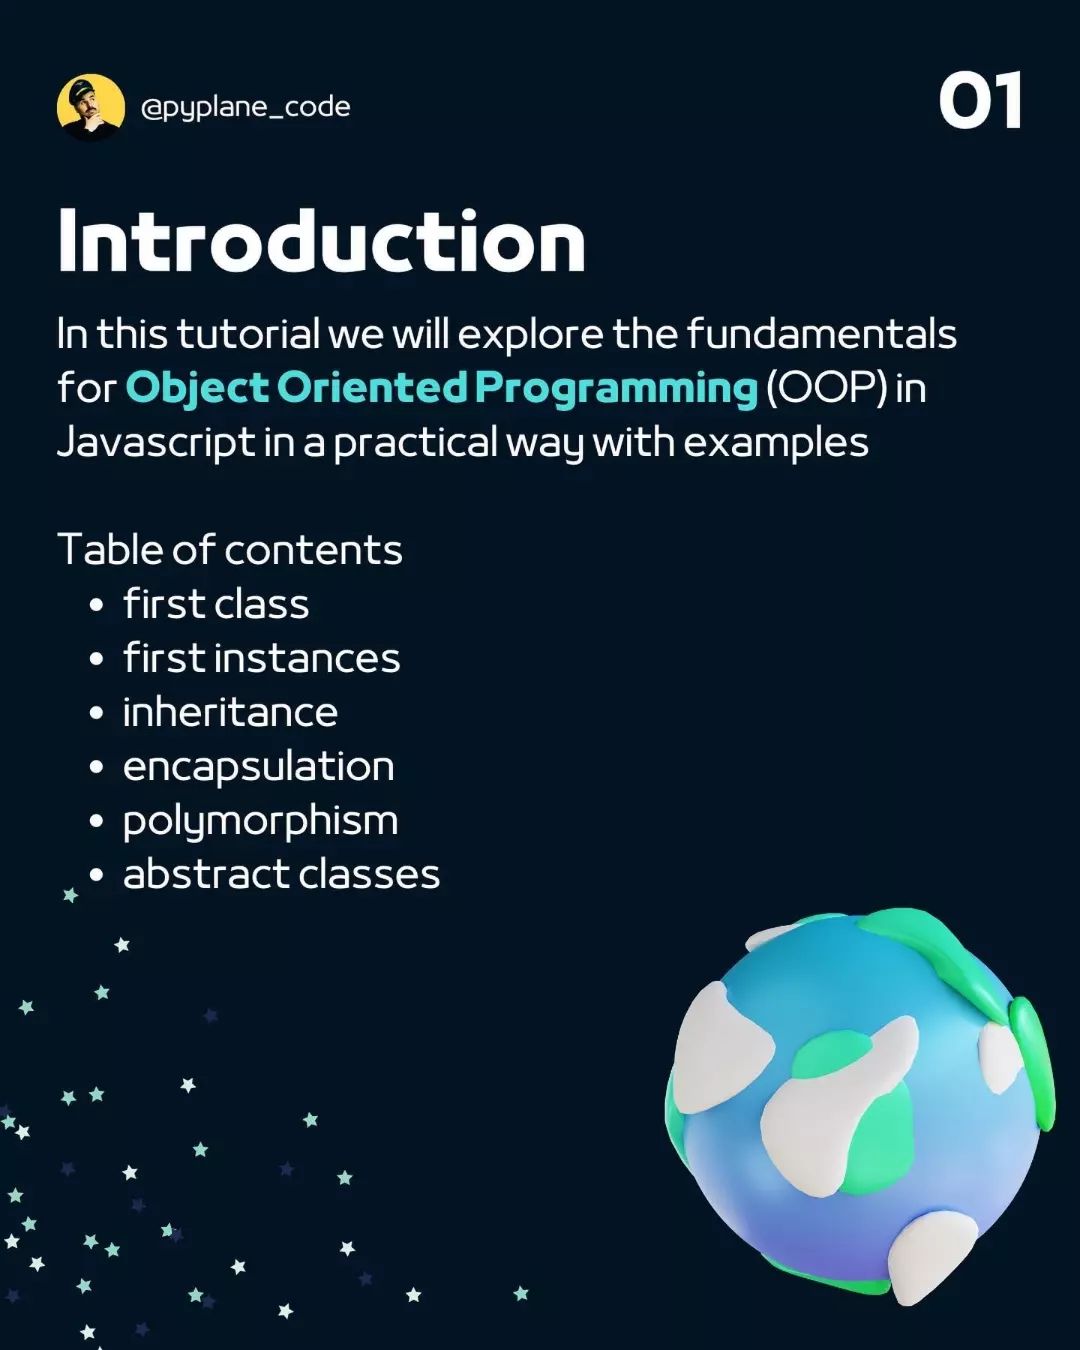 @pyplane_code
01
Introduction
In this tutorial we will explore the fundamentals
for Object Oriented Programming (OOP) in
Javascript in a practical way with examples
Table of contents
• first class
• first instances
• inheritance
• encapsulation
• polymorphism
• abstract classes